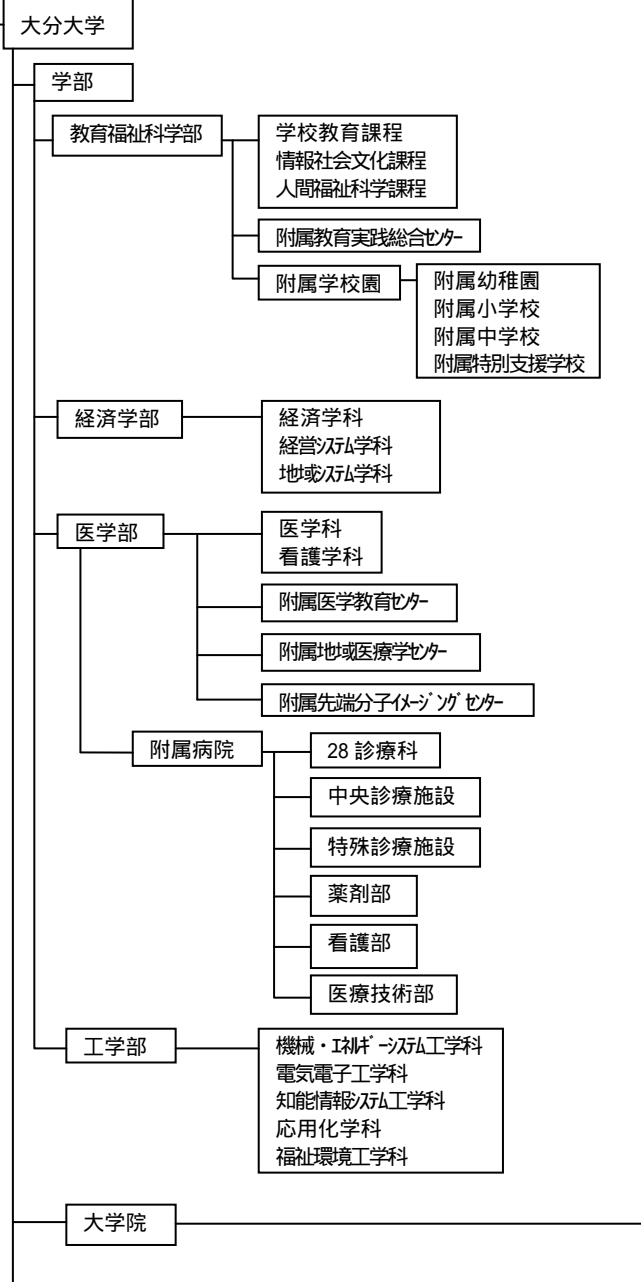 大分大学
学部
教育福祉科学部
学校教育課程
情報社会文化課程
人間福祉科学課程
附属教育実践総合ｾﾝﾀｰ
附属学校園
附属幼稚園
附属小学校
附属中学校
附属特別支援学校
経済学部
経済学科
経営ｼｽﾃﾑ学科
地域ｼｽﾃﾑ学科
医学部
医学科
看護学科
附属医学教育ｾﾝﾀｰ
附属地域医療学ｾﾝﾀｰ
附属先端分子ｲﾒｰｼﾞﾝｸﾞｾﾝﾀｰ
附属病院
28 診療科
中央診療施設
特殊診療施設
薬剤部
看護部
医療技術部
工学部
機械・ｴﾈﾙｷﾞｰｼｽﾃﾑ工学科
電気電子工学科
知能情報ｼｽﾃﾑ工学科
応用化学科
福祉環境工学科
大学院